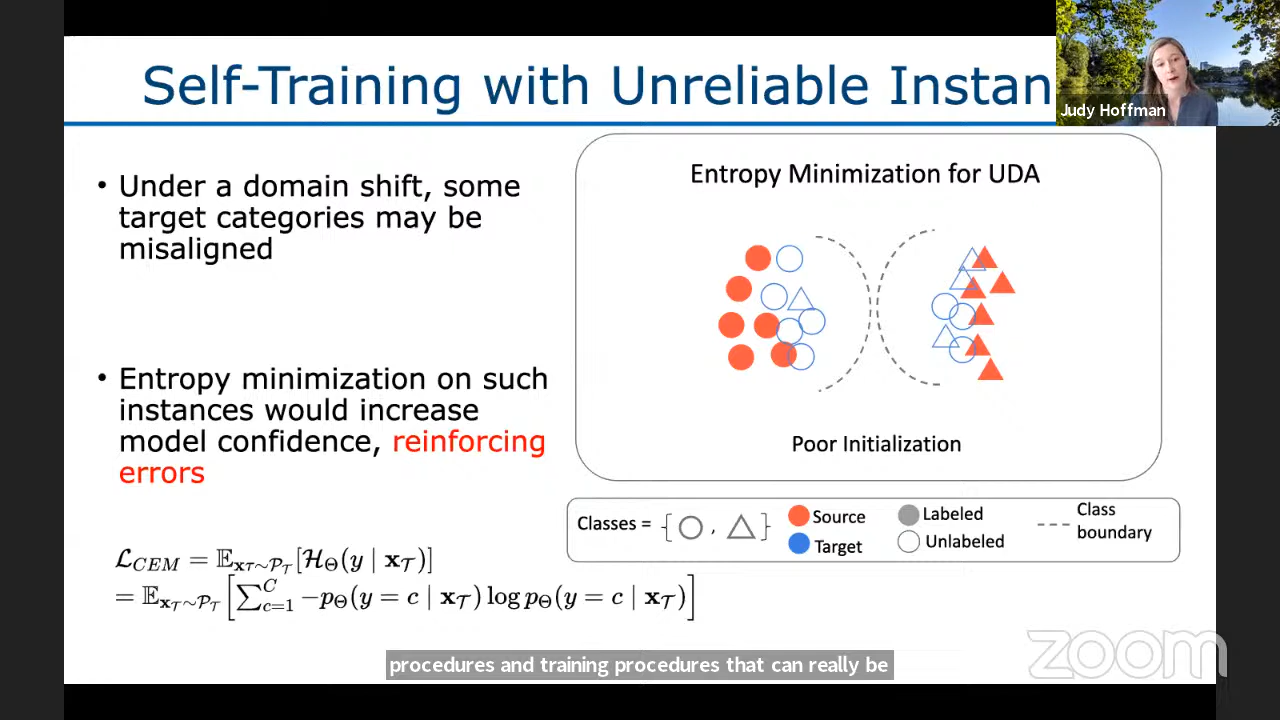 Self-Training with Unreliable Instan
Judy Hoffman
• Under a domain shift, some
target categories may be
misaligned
• Entropy minimization on such
instances would increase
model confidence, reinforcing
errors
Entropy Minimization for UDA
Poor Initialization
Classes = { , }
Source
Target
Labeled
Unlabeled
Class
boundary
ℒ_CEM = 𝔼_{x_𝒯∼𝒫_𝒯}[ℋ_Θ(y | x_𝒯)]
= 𝔼_{x_𝒯∼𝒫_𝒯}[∑_{c=1}^{C} −p_Θ(y = c | x_𝒯) log p_Θ(y = c | x_𝒯)]
zoom
procedures and training procedures that can really be